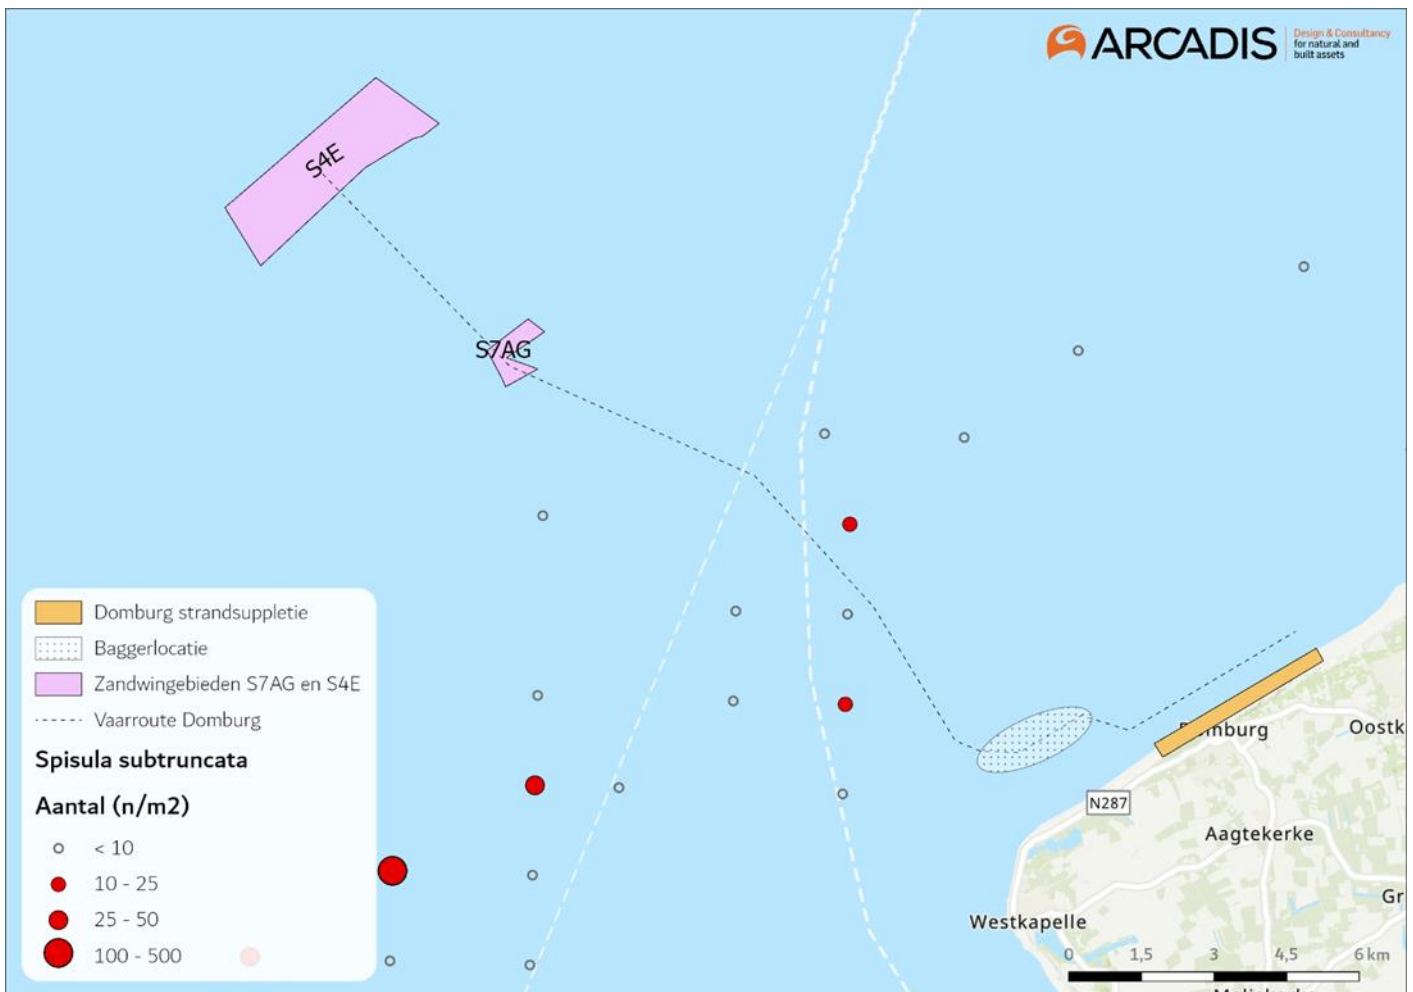 ARCADIS
Design & Consultancy
for natural and
built assets
S4E
S7AG
Domburg strandsuppletie
Baggerlocatie
Zandwingebieden S7AG en S4E
Vaarroute Domburg
Spisula subtruncata
Aantal (n/m2)
< 10
10 - 25
25 - 50
100 - 500
Domburg
Oostk
N287
Aagtekerke
Gr
Westkapelle
0 1,5 3 4,5 6 km